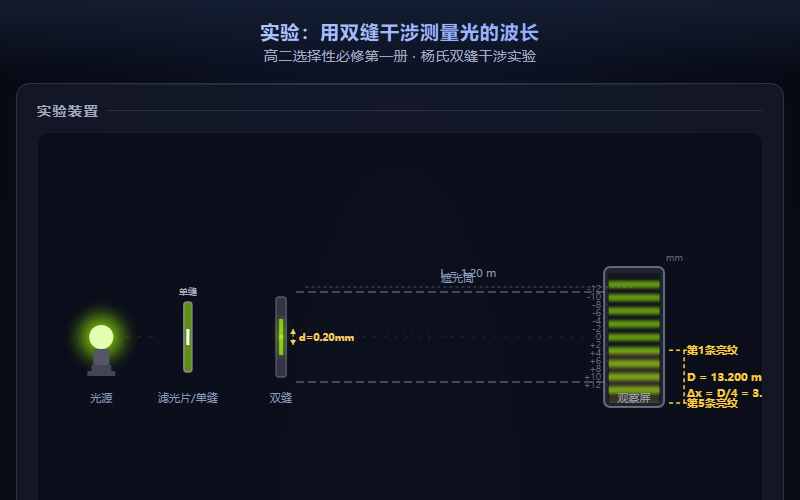 实验：用双缝干涉测量光的波长
高二选择性必修第一册 · 杨氏双缝干涉实验
实验装置
mm
L = 1.20 m
遮光筒
单缝
-12
-10
-8
-6
-4
-2
0
+2
+4
+6
+8
+10
+12
d=0.20mm
第1条亮纹
D = 13.200 m
Δx = D/4 = 3.
第5条亮纹
光源
滤光片/单缝
双缝
观察屏